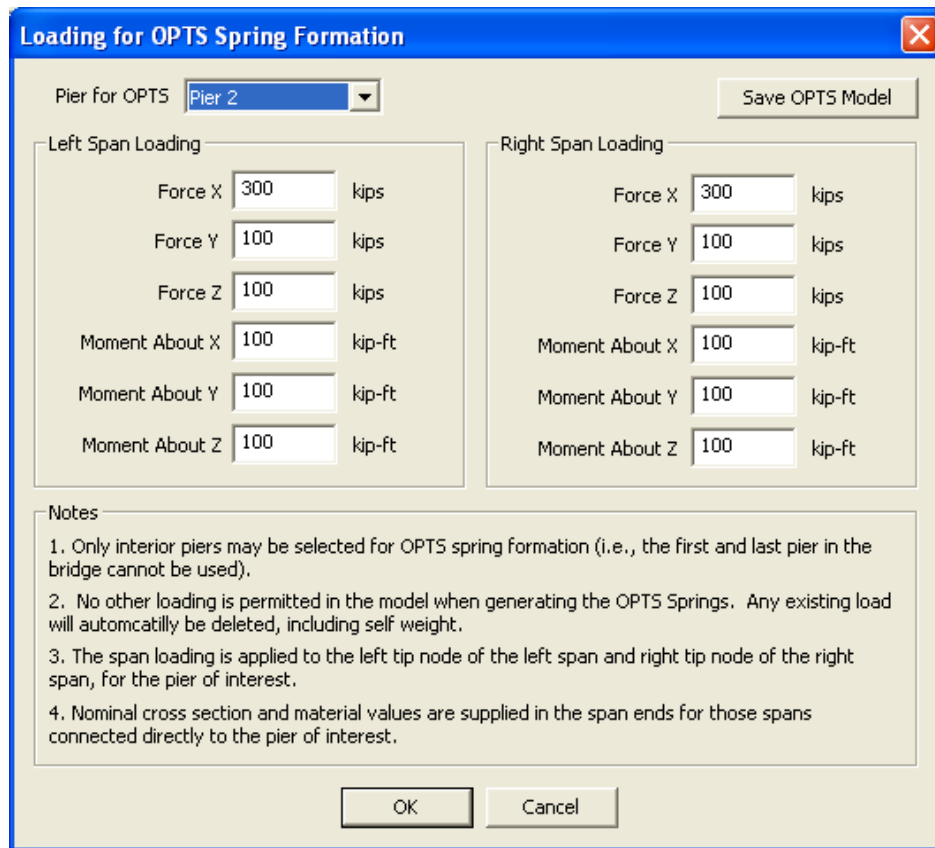 Loading for OPTS Spring Formation
Pier for OPTS Pier 2 Save OPTS Model
Left Span Loading
Force X 300 kips
Force Y 100 kips
Force Z 100 kips
Moment About X 100 kip-ft
Moment About Y 100 kip-ft
Moment About Z 100 kip-ft
Right Span Loading
Force X 300 kips
Force Y 100 kips
Force Z 100 kips
Moment About X 100 kip-ft
Moment About Y 100 kip-ft
Moment About Z 100 kip-ft
Notes
1. Only interior piers may be selected for OPTS spring formation (i.e., the first and last pier in the
bridge cannot be used).
2. No other loading is permitted in the model when generating the OPTS Springs. Any existing load
will automcatilly be deleted, including self weight.
3. The span loading is applied to the left tip node of the left span and right tip node of the right
span, for the pier of interest.
4. Nominal cross section and material values are supplied in the span ends for those spans
connected directly to the pier of interest.
OK Cancel